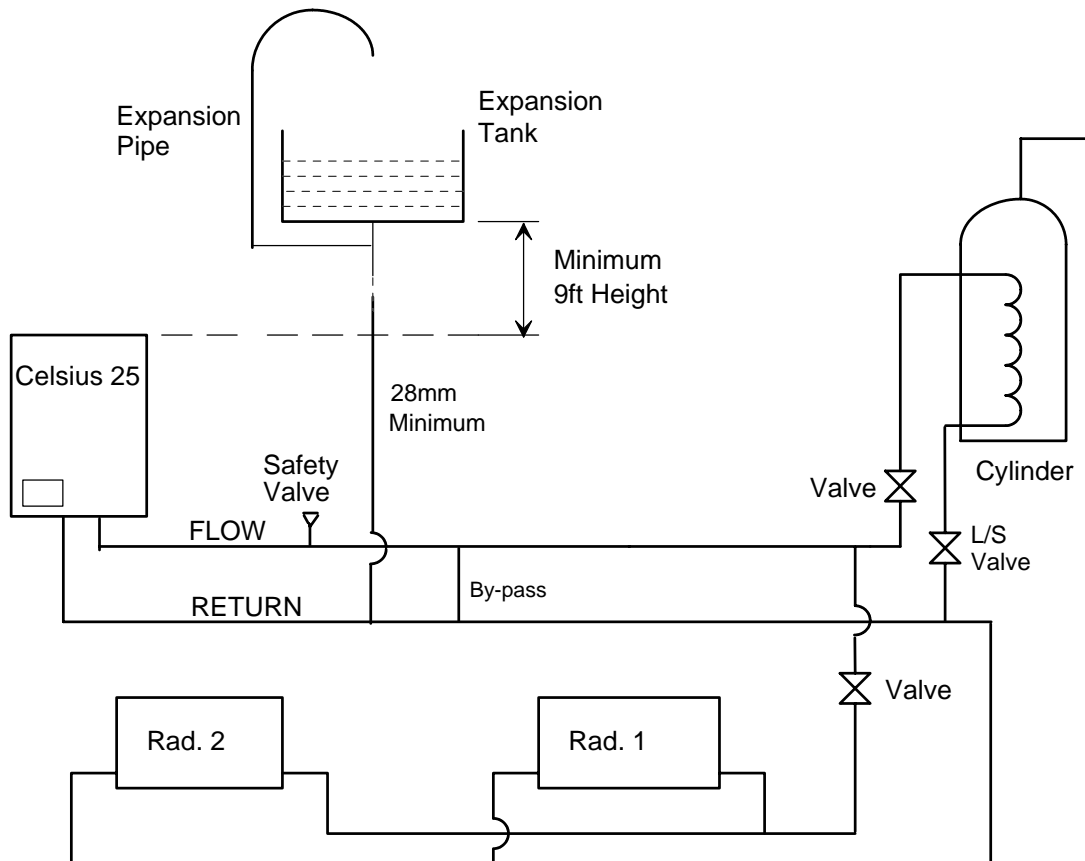 Expansion
Pipe
Expansion
Tank
Minimum
9ft Height
Celsius 25
28mm
Minimum
Safety
Valve
Valve
Cylinder
FLOW
L/S
Valve
By-pass
RETURN
Valve
Rad. 2
Rad. 1